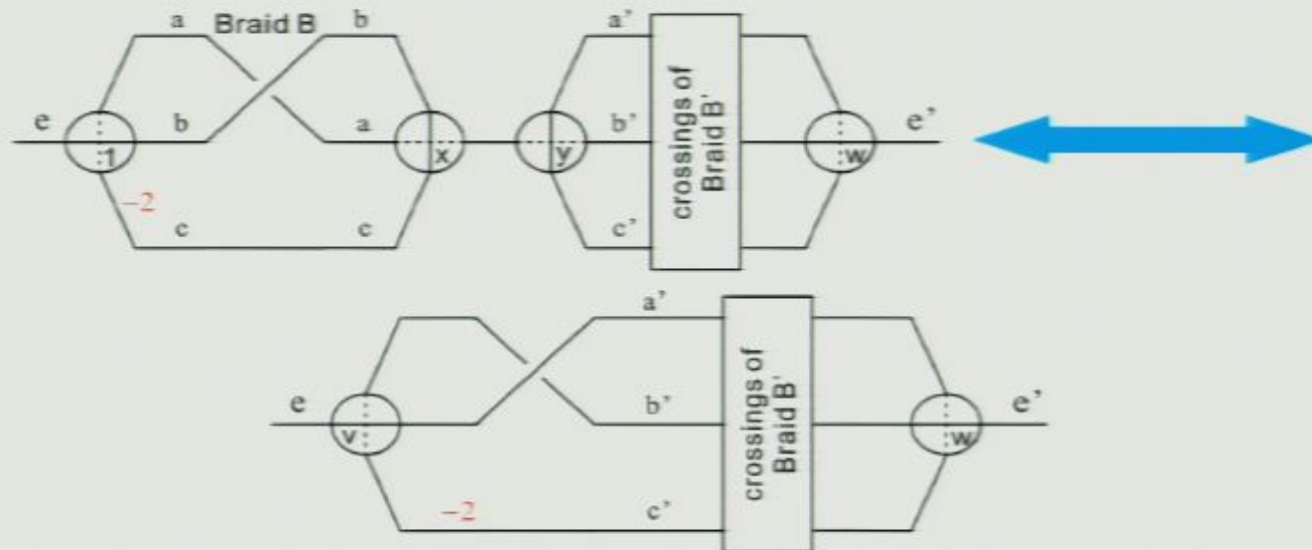 a Braid B b a’
e b a b’ e’
1 x y w
−2
c c c’
crossings of
Braid B'
a’
e b’ e’
v w
−2 c’
crossings of
Braid B'